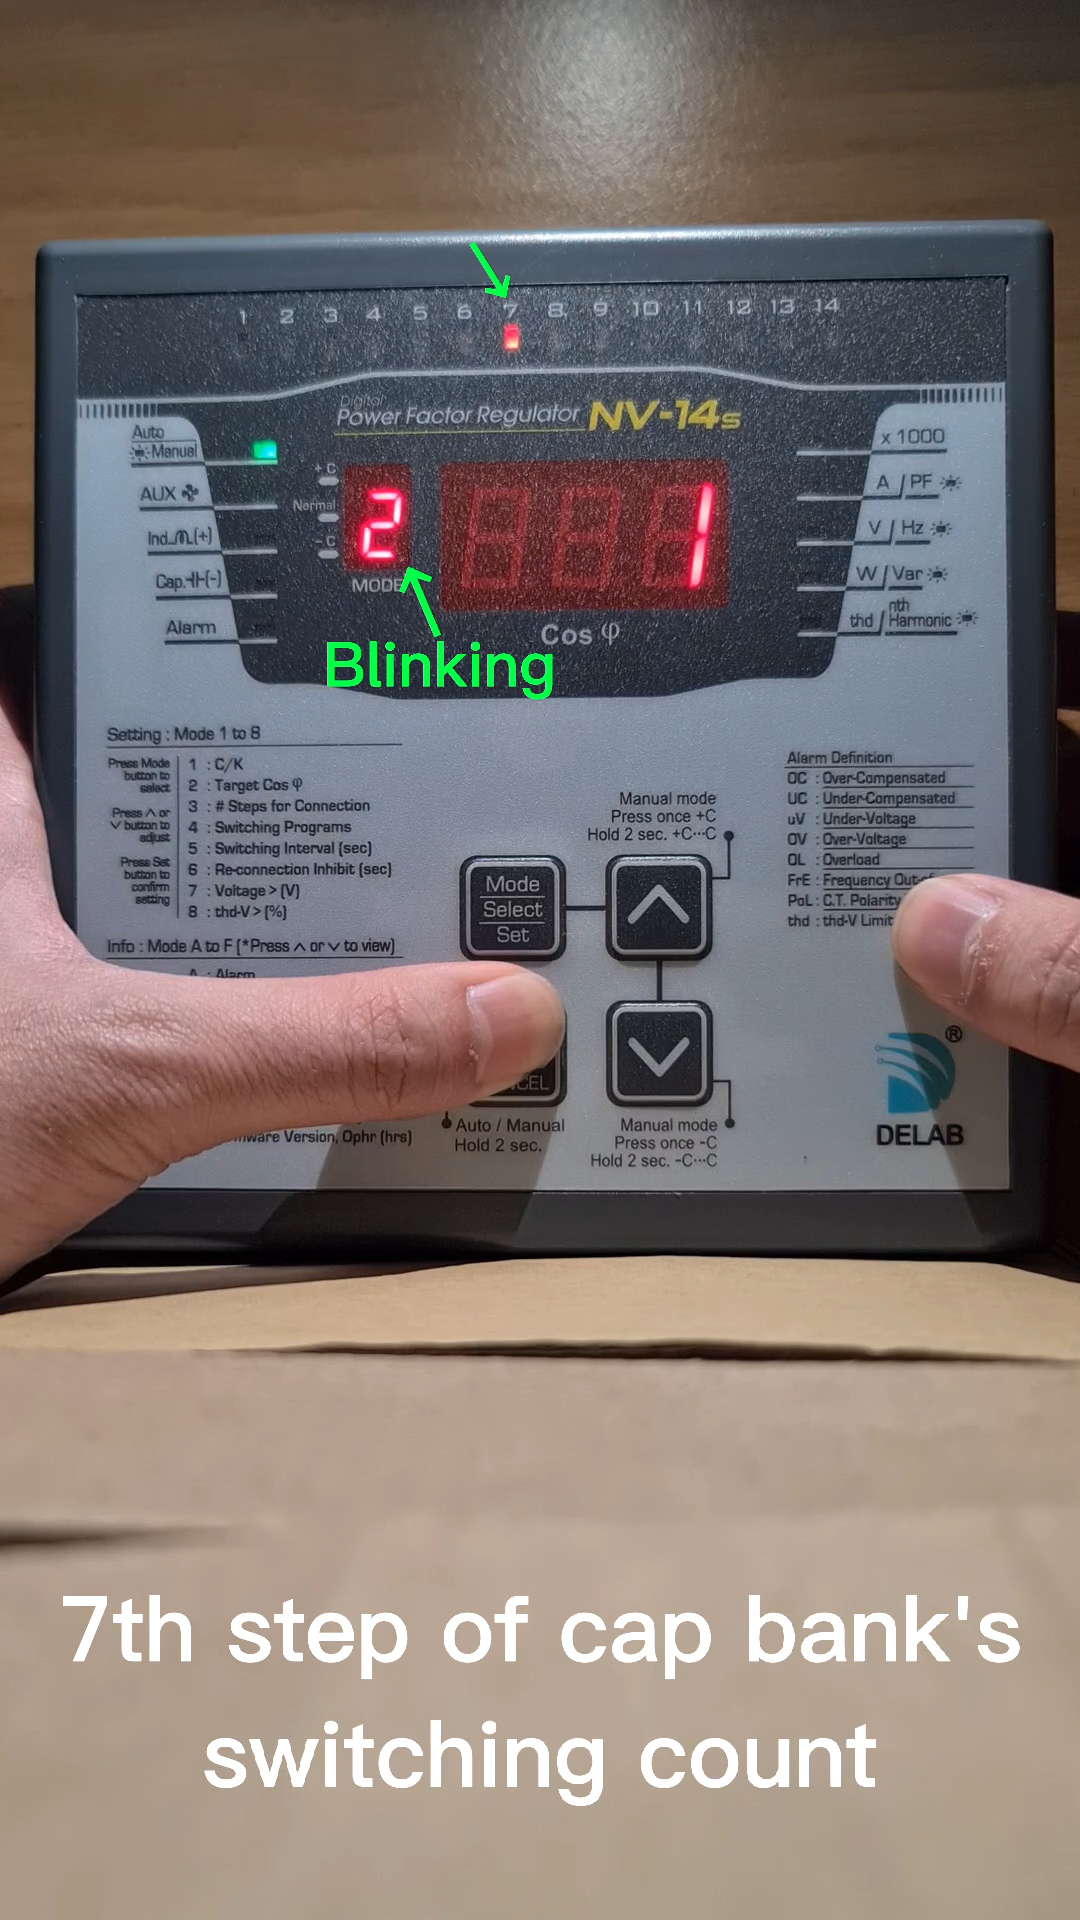 1 2 3 4 5 6 7 8 9 10 11 12 13 14
Digital
Power Factor Regulator NV-14s
Auto
Manual
AUX
Ind. (+)
Cap. (-)
Alarm
+C
Normal
-C
2
MODE
1
Cos φ
x 1000
A / PF
V / Hz
W / Var
thd / nth Harmonic
Blinking
Setting : Mode 1 to 8
Press Mode
button to
select
Press ∧ or
∨ button to
adjust
Press Set
button to
confirm
setting
1 : C/K
2 : Target Cos φ
3 : # Steps for Connection
4 : Switching Programs
5 : Switching Interval (sec)
6 : Re-connection Inhibit (sec)
7 : Voltage > (V)
8 : thd-V > (%)
Info : Mode A to F (*Press ∧ or ∨ to view)
A : Alarm
Version, Ophr (hrs)
Manual mode
Press once +C
Hold 2 sec. +C···C
Mode
Select
Set
Auto / Manual
Hold 2 sec.
Manual mode
Press once -C
Hold 2 sec. -C···C
Alarm Definition
OC : Over-Compensated
UC : Under-Compensated
uV : Under-Voltage
OV : Over-Voltage
OL : Overload
FrE : Frequency
PoL : C.T. Polarity
thd : thd-V Limit
®
DELAB
7th step of cap bank's
switching count